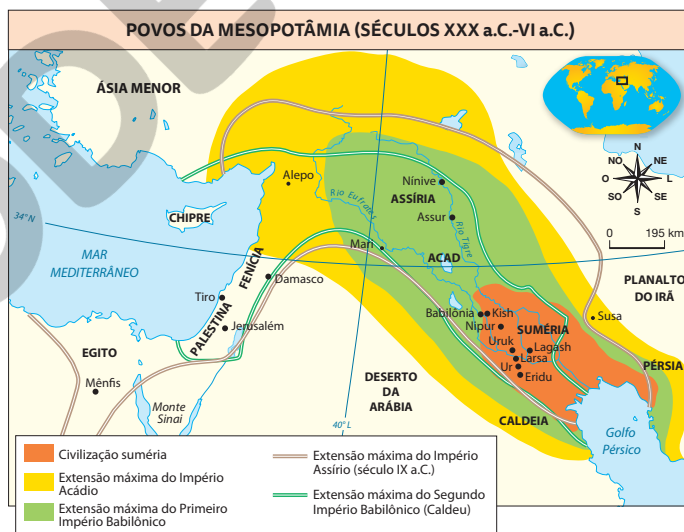 POVOS DA MESOPOTÂMIA (SÉCULOS XXX a.C.-VI a.C.)
ÁSIA MENOR
N
NO
NE
O
L
SO
SE
S
0 195 km
Alepo
Nínive
ASSÍRIA
Assur
Rio Eufrates
Rio Tigre
CHIPRE
34° N
Mari
ACAD
MAR
MEDITERRÂNEO
FENÍCIA
Damasco
PLANALTO
DO IRÃ
Tiro
PALESTINA
Jerusalém
Babilônia
Kish
Nipur
SUMÉRIA
Susa
Uruk
Lagash
Larsa
Ur
Eridu
EGITO
Mênfis
PÉRSIA
DESERTO
DA
ARÁBIA
Monte
Sinai
40° L
CALDEIA
Golfo
Pérsico
Civilização suméria
Extensão máxima do Império
Acádio
Extensão máxima do Primeiro
Império Babilônico
Extensão máxima do Império
Assírio (século IX a.C.)
Extensão máxima do Segundo
Império Babilônico (Caldeu)